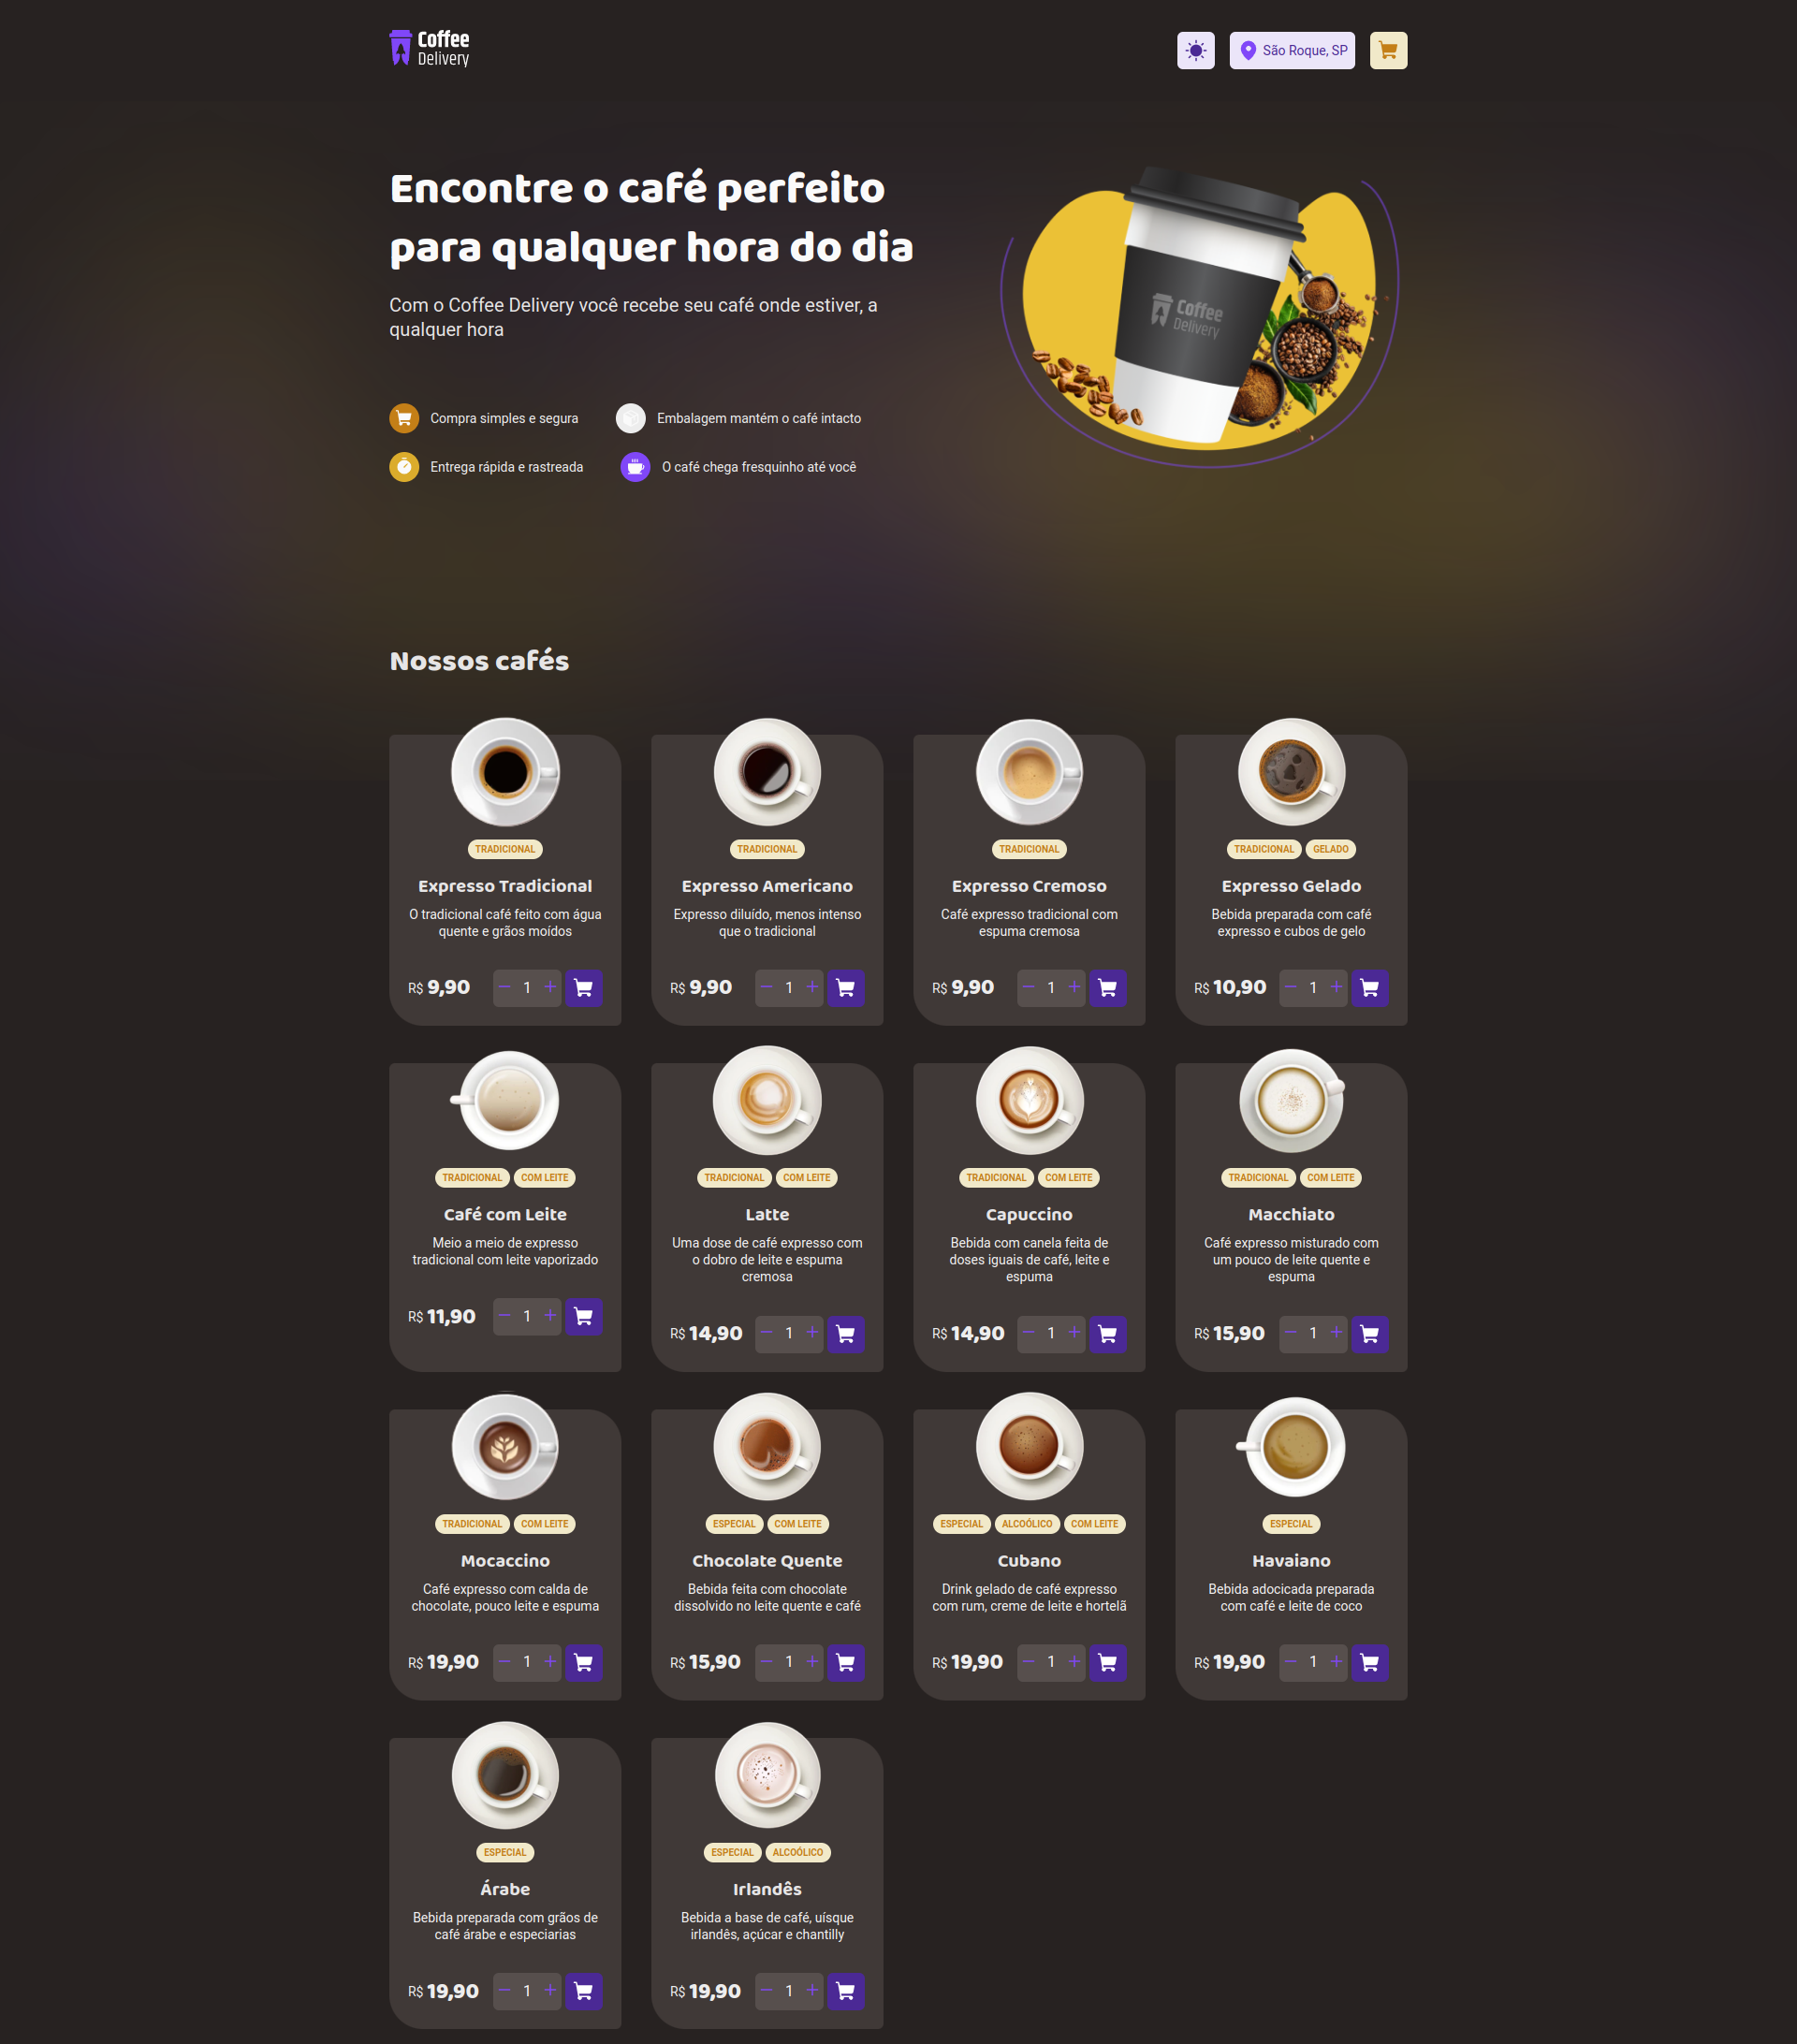 Coffee
Delivery
São Roque, SP
Encontre o café perfeito
para qualquer hora do dia
Com o Coffee Delivery você recebe seu café onde estiver, a
qualquer hora
Coffee
Delivery
Compra simples e segura
Embalagem mantém o café intacto
Entrega rápida e rastreada
O café chega fresquinho até você
Nossos cafés
TRADICIONAL
Expresso Tradicional
O tradicional café feito com água
quente e grãos moídos
R$ 9,90
1
TRADICIONAL
Expresso Americano
Expresso diluído, menos intenso
que o tradicional
R$ 9,90
1
TRADICIONAL
Expresso Cremoso
Café expresso tradicional com
espuma cremosa
R$ 9,90
1
TRADICIONAL GELADO
Expresso Gelado
Bebida preparada com café
expresso e cubos de gelo
R$ 10,90
1
TRADICIONAL COM LEITE
Café com Leite
Meio a meio de expresso
tradicional com leite vaporizado
R$ 11,90
1
TRADICIONAL COM LEITE
Latte
Uma dose de café expresso com
o dobro de leite e espuma
cremosa
R$ 14,90
1
TRADICIONAL COM LEITE
Capuccino
Bebida com canela feita de
doses iguais de café, leite e
espuma
R$ 14,90
1
TRADICIONAL COM LEITE
Macchiato
Café expresso misturado com
um pouco de leite quente e
espuma
R$ 15,90
1
TRADICIONAL COM LEITE
Mocaccino
Café expresso com calda de
chocolate, pouco leite e espuma
R$ 19,90
1
ESPECIAL COM LEITE
Chocolate Quente
Bebida feita com chocolate
dissolvido no leite quente e café
R$ 15,90
1
ESPECIAL ALCOÓLICO COM LEITE
Cubano
Drink gelado de café expresso
com rum, creme de leite e hortelã
R$ 19,90
1
ESPECIAL
Havaiano
Bebida adocicada preparada
com café e leite de coco
R$ 19,90
1
ESPECIAL
Árabe
Bebida preparada com grãos de
café árabe e especiarias
R$ 19,90
1
ESPECIAL ALCOÓLICO
Irlandês
Bebida a base de café, uísque
irlandês, açúcar e chantilly
R$ 19,90
1